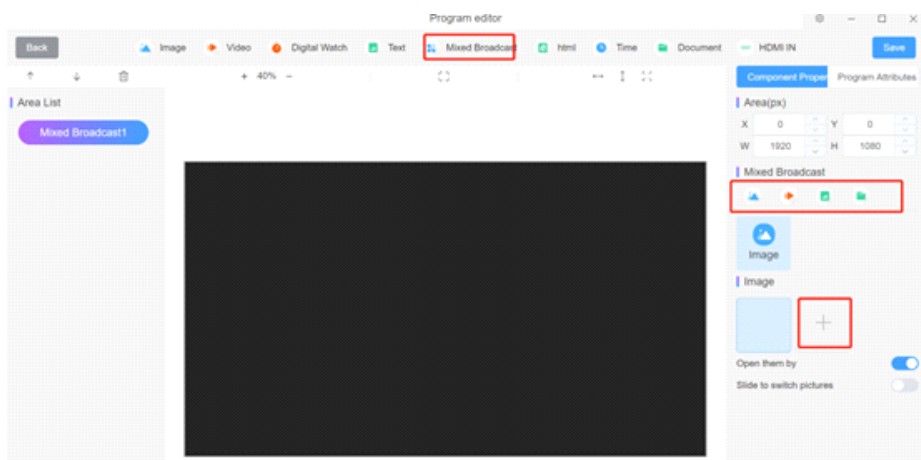 Program editor
Back Image Video Digital Watch Text Mixed Broadcast html Time Document HDMI IN Save
+ 40% −
Component Proper Program Attributes
Area List
Mixed Broadcast1
Area(px)
X 0 Y 0
W 1920 H 1080
Mixed Broadcast
Image
Image
Open them by
Slide to switch pictures